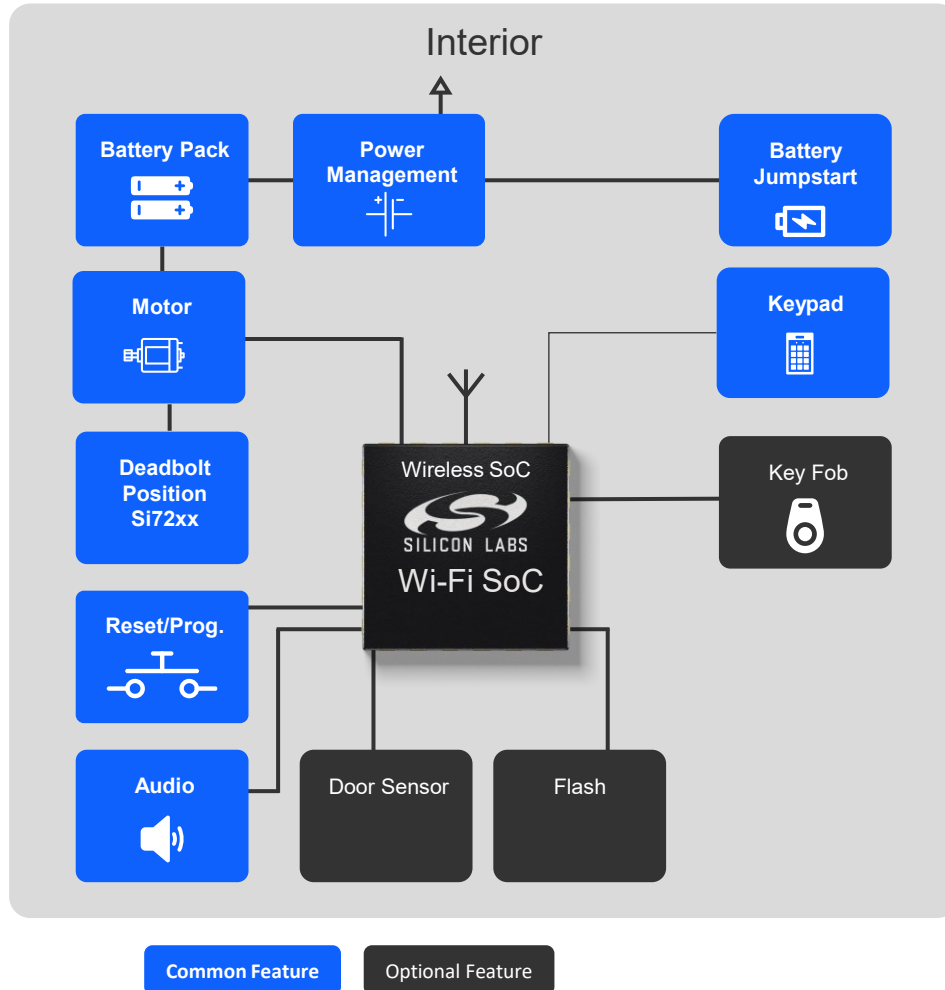 Interior
Battery Pack
Power
Management
Battery
Jumpstart
Motor
Keypad
Deadbolt
Position
Si72xx
Wireless SoC
SILICON LABS
Wi-Fi SoC
Key Fob
Reset/Prog.
Audio
Door Sensor
Flash
Common Feature
Optional Feature